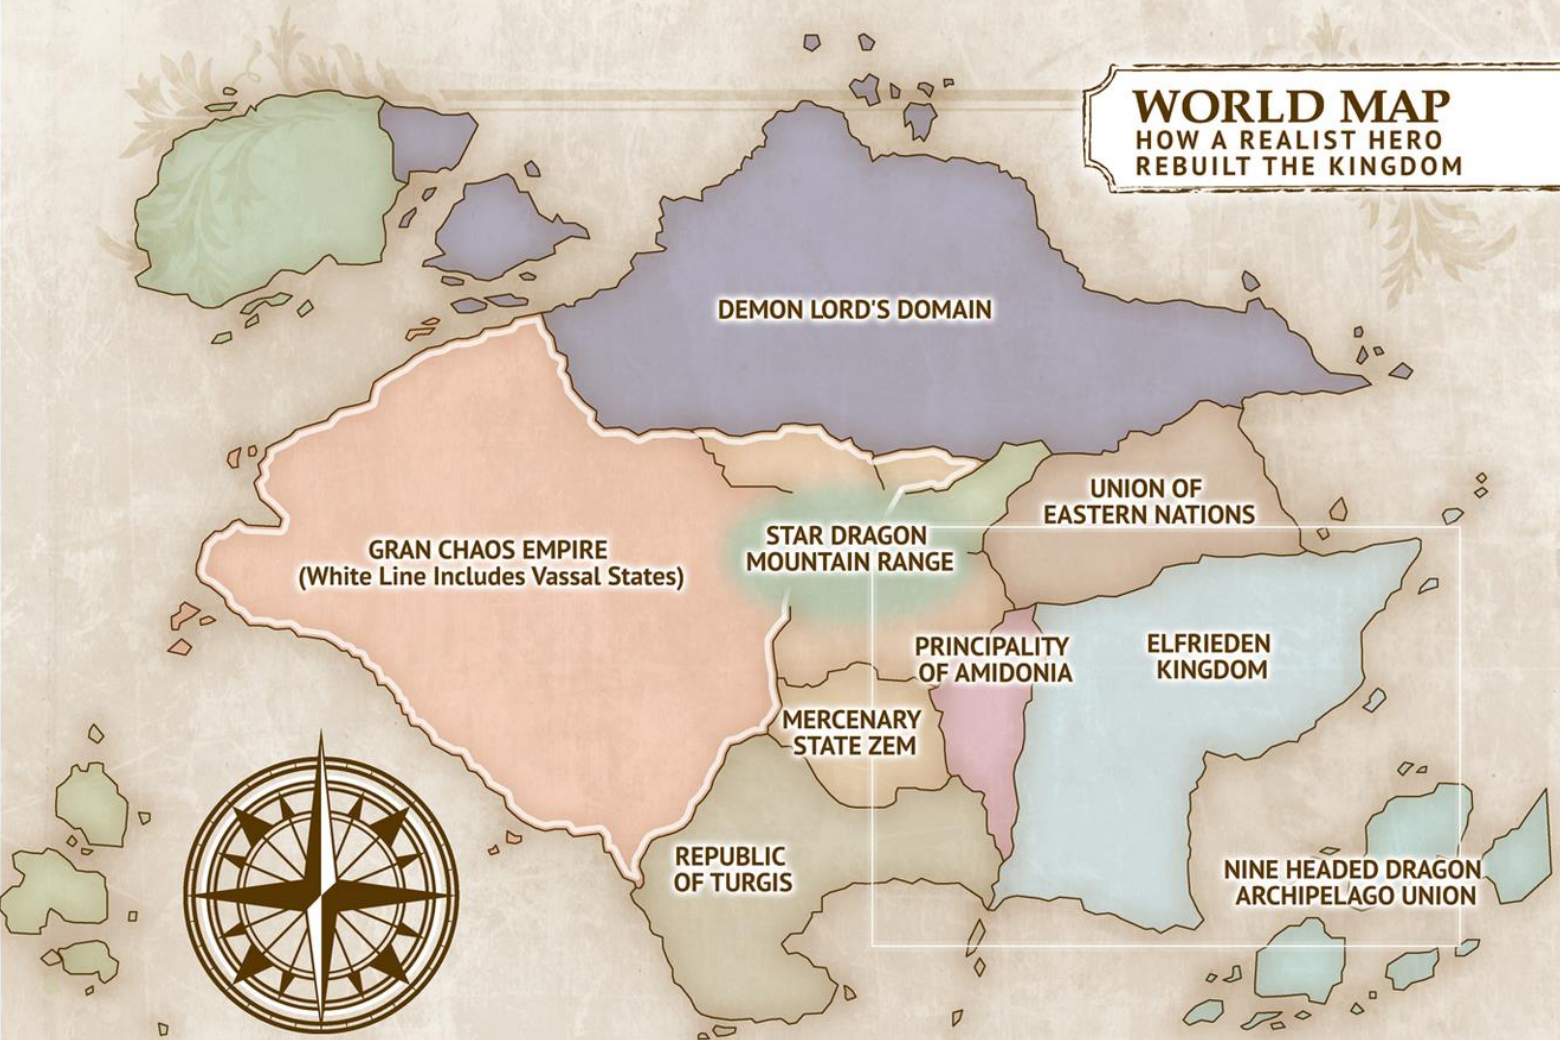 WORLD MAP
HOW A REALIST HERO
REBUILT THE KINGDOM
DEMON LORD'S DOMAIN
UNION OF
EASTERN NATIONS
STAR DRAGON
MOUNTAIN RANGE
GRAN CHAOS EMPIRE
(White Line Includes Vassal States)
PRINCIPALITY
OF AMIDONIA
ELFRIEDEN
KINGDOM
MERCENARY
STATE ZEM
REPUBLIC
OF TURGIS
NINE HEADED DRAGON
ARCHIPELAGO UNION